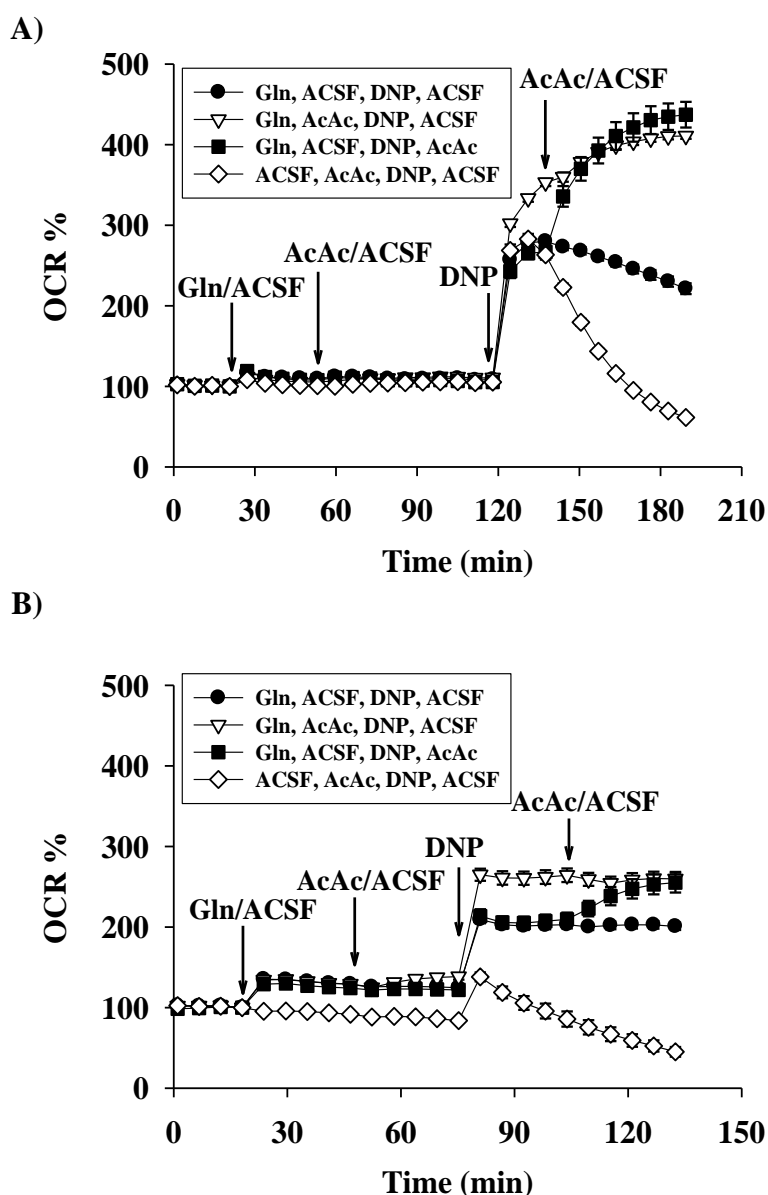 A)
500
400
300
200
100
0
OCR %
Gln, ACSF, DNP, ACSF
Gln, AcAc, DNP, ACSF
Gln, ACSF, DNP, AcAc
ACSF, AcAc, DNP, ACSF
AcAc/ACSF
AcAc/ACSF
Gln/ACSF
DNP
0 30 60 90 120 150 180 210
Time (min)
B)
500
400
300
200
100
0
OCR %
Gln, ACSF, DNP, ACSF
Gln, AcAc, DNP, ACSF
Gln, ACSF, DNP, AcAc
ACSF, AcAc, DNP, ACSF
AcAc/ACSF
DNP
AcAc/ACSF
Gln/ACSF
0 30 60 90 120 150
Time (min)